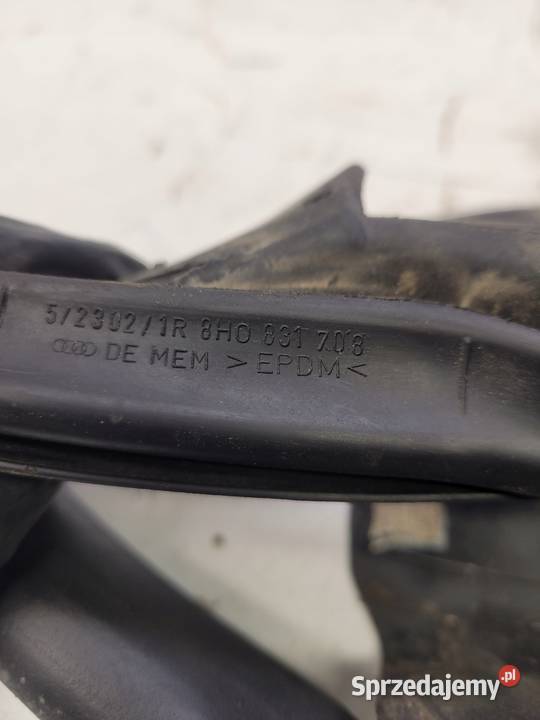 5/2302/1R 8H0 831 708
DE MEM >EPDM<
Sprzedajemy.pl